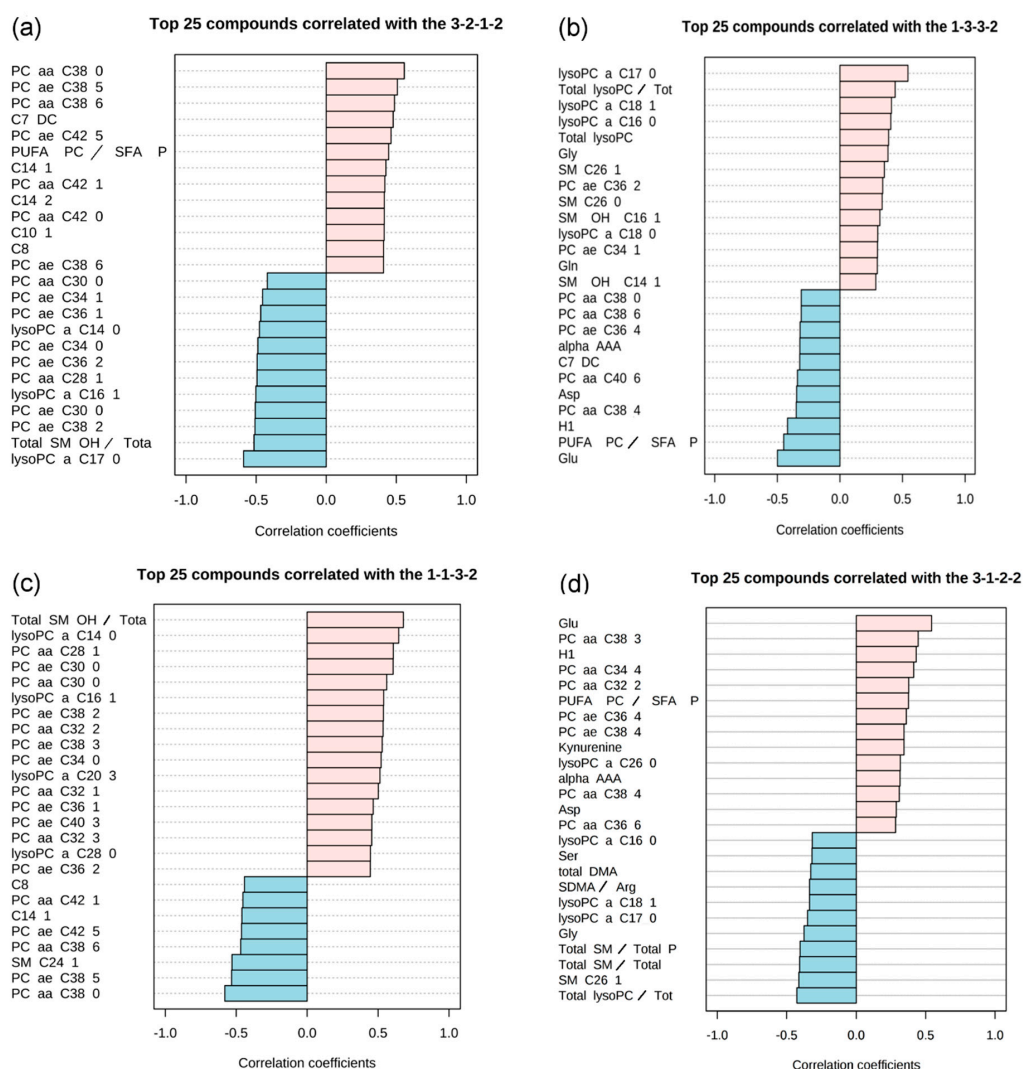 (a)
Top 25 compounds correlated with the 3-2-1-2
PC aa C38 0
PC ae C38 5
PC aa C38 6
C7 DC
PC ae C42 5
PUFA PC / SFA P
C14 1
PC aa C42 1
C14 2
PC aa C42 0
C10 1
C8
PC ae C38 6
PC aa C30 0
PC ae C34 1
PC ae C36 1
lysoPC a C14 0
PC ae C34 0
PC ae C36 2
PC aa C28 1
lysoPC a C16 1
PC ae C30 0
PC ae C38 2
Total SM OH / Tota
lysoPC a C17 0
-1.0 -0.5 0.0 0.5 1.0
Correlation coefficients
(b)
Top 25 compounds correlated with the 1-3-3-2
lysoPC a C17 0
Total lysoPC / Tot
lysoPC a C18 1
lysoPC a C16 0
Total lysoPC
Gly
SM C26 1
PC ae C36 2
SM C26 0
SM OH C16 1
lysoPC a C18 0
PC ae C34 1
Gln
SM OH C14 1
PC aa C38 0
PC aa C38 6
PC ae C36 4
alpha AAA
C7 DC
PC aa C40 6
Asp
PC aa C38 4
H1
PUFA PC / SFA P
Glu
-1.0 -0.5 0.0 0.5 1.0
Correlation coefficients
(c)
Top 25 compounds correlated with the 1-1-3-2
Total SM OH / Tota
lysoPC a C14 0
PC aa C28 1
PC ae C30 0
PC aa C30 0
lysoPC a C16 1
PC ae C38 2
PC aa C32 2
PC ae C38 3
PC ae C34 0
lysoPC a C20 3
PC aa C32 1
PC ae C36 1
PC ae C40 3
PC aa C32 3
lysoPC a C28 0
PC ae C36 2
C8
PC aa C42 1
C14 1
PC ae C42 5
PC aa C38 6
SM C24 1
PC ae C38 5
PC aa C38 0
-1.0 -0.5 0.0 0.5 1.0
Correlation coefficients
(d)
Top 25 compounds correlated with the 3-1-2-2
Glu
PC aa C38 3
H1
PC aa C34 4
PC aa C32 2
PUFA PC / SFA P
PC ae C36 4
PC ae C38 4
Kynurenine
lysoPC a C26 0
alpha AAA
PC aa C38 4
Asp
PC aa C36 6
lysoPC a C16 0
Ser
total DMA
SDMA / Arg
lysoPC a C18 1
lysoPC a C17 0
Gly
Total SM / Total P
Total SM / Total
SM C26 1
Total lysoPC / Tot
-1.0 -0.5 0.0 0.5 1.0
Correlation coefficients